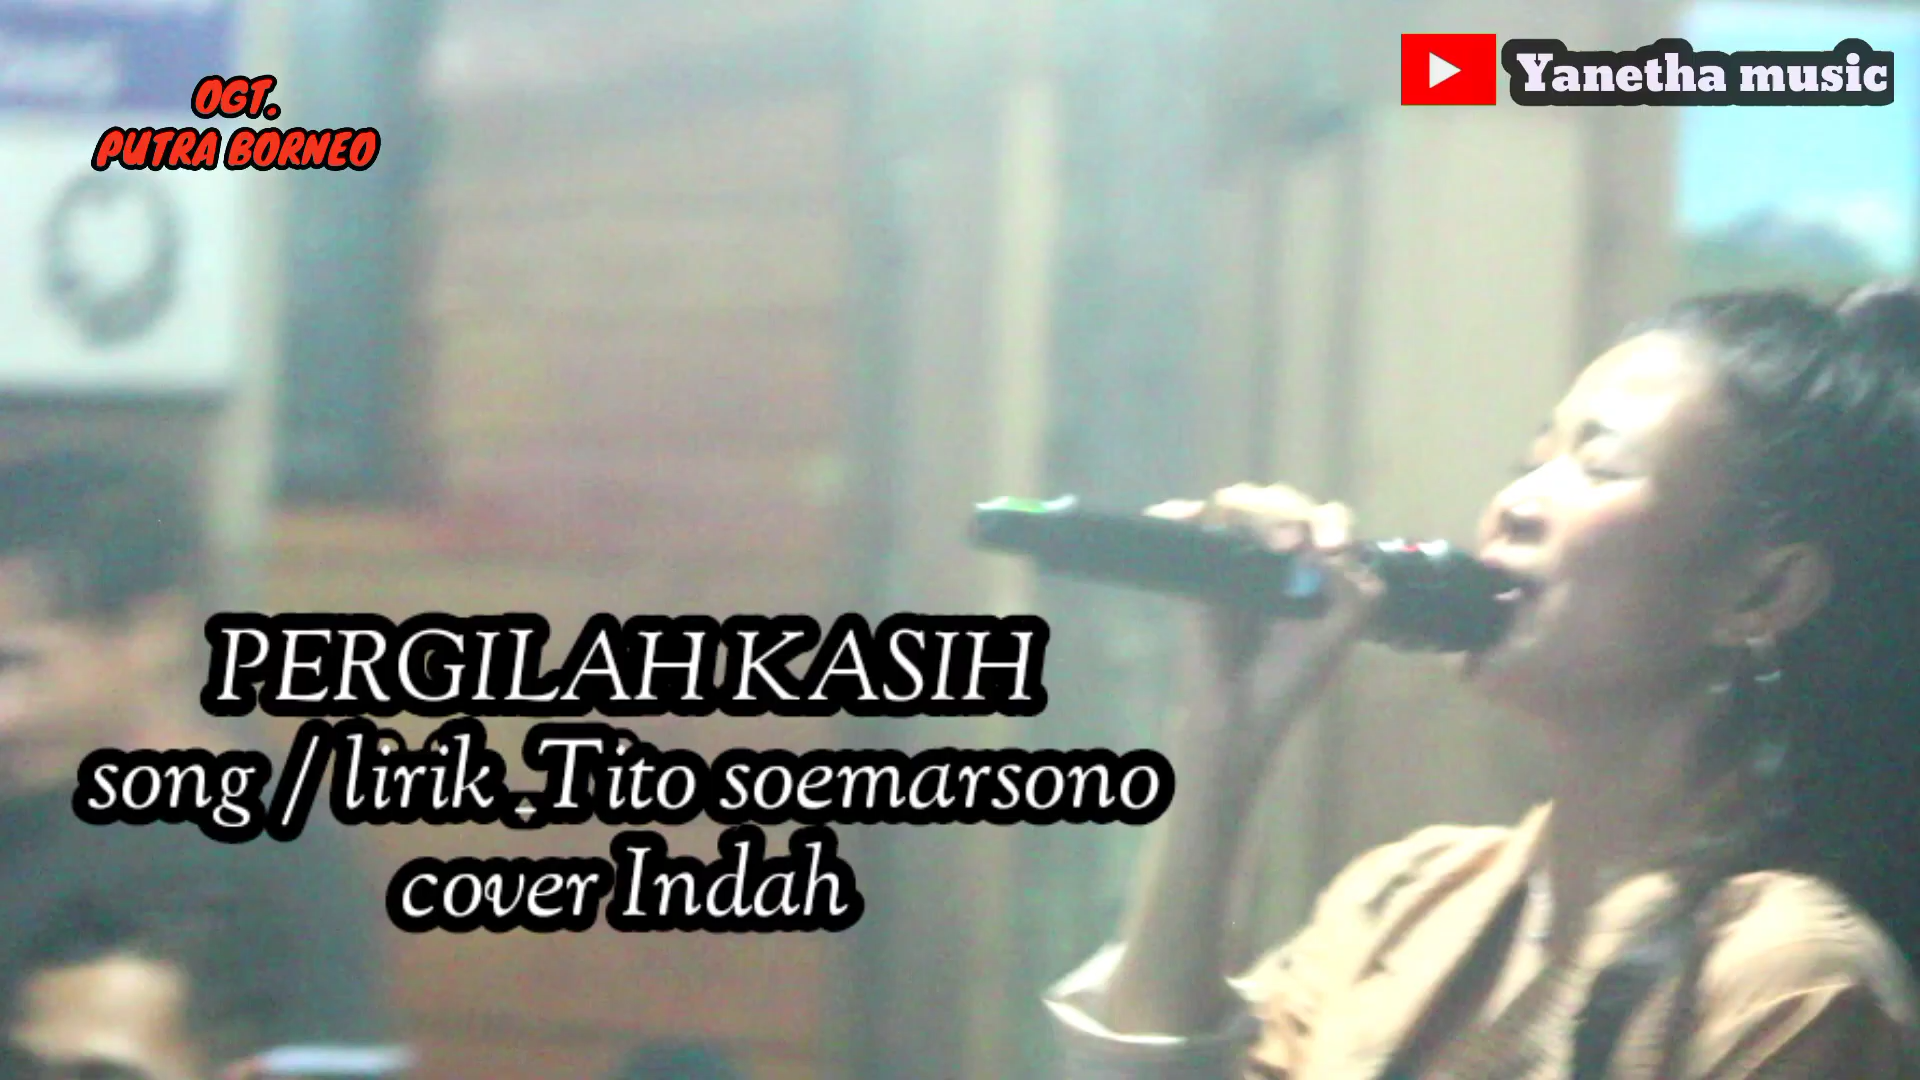 OGT.
PUTRA BORNEO
Yanetha music
PERGILAH KASIH
song / lirik . Tito soemarsono
cover Indah